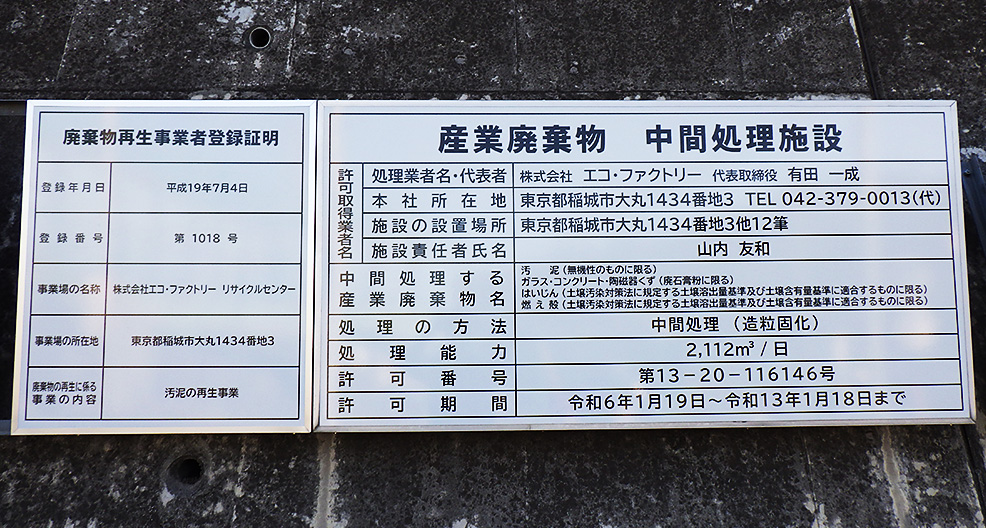 廃棄物再生事業者登録証明
登録年月日 平成19年7月4日
登録番号 第 1018 号
事業場の名称 株式会社エコ・ファクトリー リサイクルセンター
事業場の所在地 東京都稲城市大丸1434番地3
廃棄物の再生に係る
事業の内容 汚泥の再生事業
産業廃棄物 中間処理施設
許可取得業者名
処理業者名・代表者 株式会社 エコ・ファクトリー 代表取締役 有田 一成
本社所在地 東京都稲城市大丸1434番地3 TEL 042-379-0013(代)
施設の設置場所 東京都稲城市大丸1434番地3他12筆
施設責任者氏名 山内 友和
中間処理する
産業廃棄物名
汚 泥 (無機性のものに限る)
ガラス・コンクリート・陶磁器くず (廃石膏粉に限る)
ばいじん (土壌汚染対策法に規定する土壌溶出量基準及び土壌含有量基準に適合するものに限る)
燃え殻 (土壌汚染対策法に規定する土壌溶出量基準及び土壌含有量基準に適合するものに限る)
処理の方法 中間処理 (造粒固化)
処理能力 2,112m³ / 日
許可番号 第13-20-116146号
許可期間 令和6年1月19日~令和13年1月18日まで